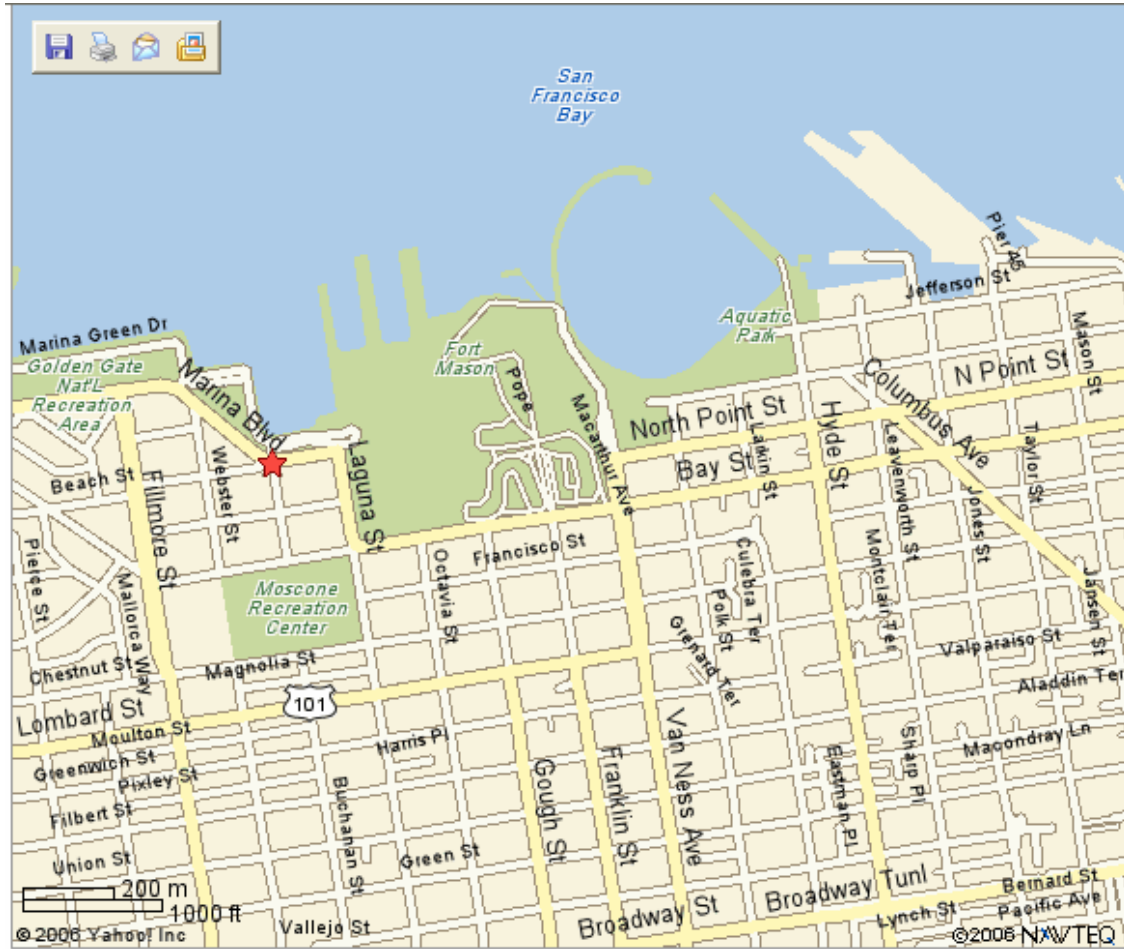 San
Francisco
Bay
Pier 45
Jefferson St
Marina Green Dr
Golden Gate
Nat'l
Recreation
Area
Marina Blvd
Fort
Mason
Pope
Macarthur Ave
Aquatic
Park
Mason St
N Point St
Columbus Ave
North Point St
Hyde St
Larkin St
Leavenworth St
Taylor St
Bay St
Jones St
Beach St
Webster St
Fillmore St
Laguna St
Octavia St
Francisco St
Culebra Ter
Montclair Ter
Jansen St
Pierce St
Mallorca Way
Moscone
Recreation
Center
Polk St
Grenard Ter
Valparaiso St
Chestnut St
Magnolia St
Aladdin Ter
Lombard St
101
Moulton St
Harris Pl
Van Ness Ave
Sharp Pl
Macondray Ln
Greenwich St
Pixley St
Eastman Pl
Filbert St
Buchanan St
Gough St
Franklin St
Union St
Green St
Broadway Tunl
Bernard St
200 m
1000 ft
Broadway St
Lynch St
Pacific Ave
Vallejo St
© 2006 Yahoo! Inc
©2006 NAVTEQ